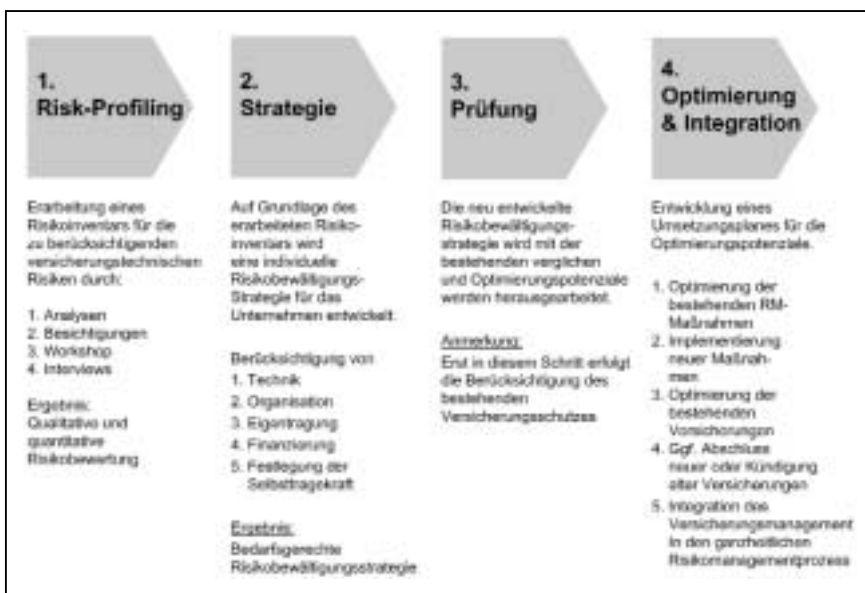 1.
Risk-Profiling
Erarbeitung eines
Risikoinventars für die
zu berücksichtigenden
versicherungstechnischen
Risiken durch:
1. Analysen
2. Besichtigungen
3. Workshop
4. Interviews
Ergebnis:
Qualitative und
quantitative
Risikobewertung
2.
Strategie
Auf Grundlage des
erarbeiteten Risiko-
inventars wird
eine individuelle
Risikobewältigungs-
Strategie für das
Unternehmen entwickelt.
Berücksichtigung von
1. Technik
2. Organisation
3. Eigentragung
4. Finanzierung
5. Festlegung der
Selbsttragekraft
Ergebnis:
Bedarfsgerechte
Risikobewältigungsstrategie
3.
Prüfung
Die neu entwickelte
Risikobewältigungs-
strategie wird mit der
bestehenden verglichen
und Optimierungspotenziale
werden herausgearbeitet.
Anmerkung:
Erst in diesem Schritt erfolgt
die Berücksichtigung des
bestehenden
Versicherungsschutzes
4.
Optimierung
& Integration
Entwicklung eines
Umsetzungsplanes für die
Optimierungspotenziale.
1. Optimierung der
bestehenden RM-
Maßnahmen
2. Implementierung
neuer Maßnah-
men
3. Optimierung der
bestehenden
Versicherungen
4. Ggf. Abschluss
neuer oder Kündigung
alter Versicherungen
5. Integration des
Versicherungsmanagement
in den ganzheitlichen
Risikomanagementprozess